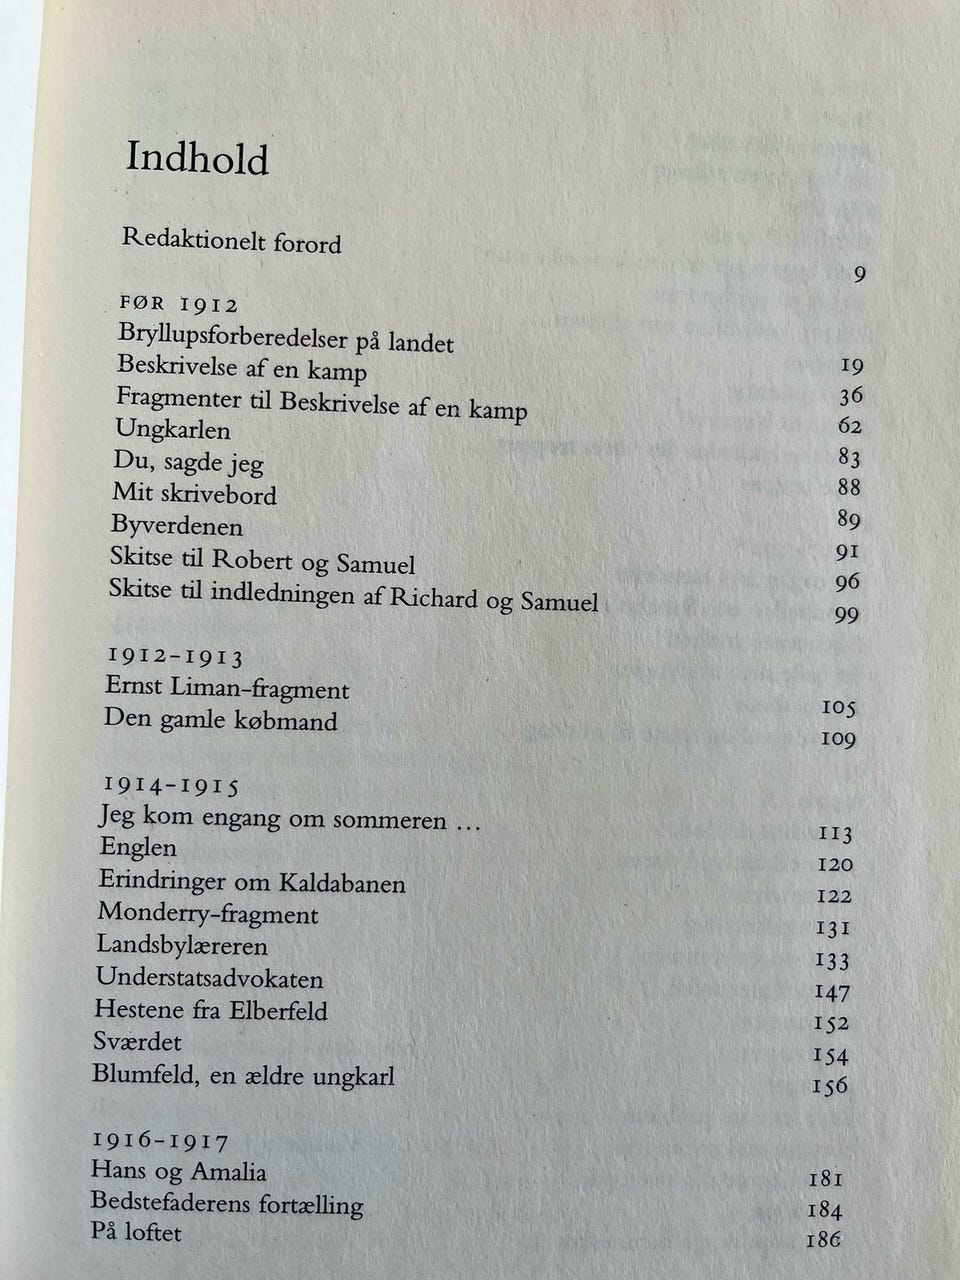 Indhold
Redaktionelt forord 9
FØR 1912
Bryllupsforberedelser på landet 19
Beskrivelse af en kamp 36
Fragmenter til Beskrivelse af en kamp 62
Ungkarlen 83
Du, sagde jeg 88
Mit skrivebord 89
Byverdenen 91
Skitse til Robert og Samuel 96
Skitse til indledningen af Richard og Samuel 99
1912–1913
Ernst Liman-fragment 105
Den gamle købmand 109
1914–1915
Jeg kom engang om sommeren … 113
Englen 120
Erindringer om Kaldabanen 122
Monderry-fragment 131
Landsbylæreren 133
Understatsadvokaten 147
Hestene fra Elberfeld 152
Sværdet 154
Blumfeld, en ældre ungkarl 156
1916–1917
Hans og Amalia 181
Bedstefaderens fortælling 184
På loftet 186